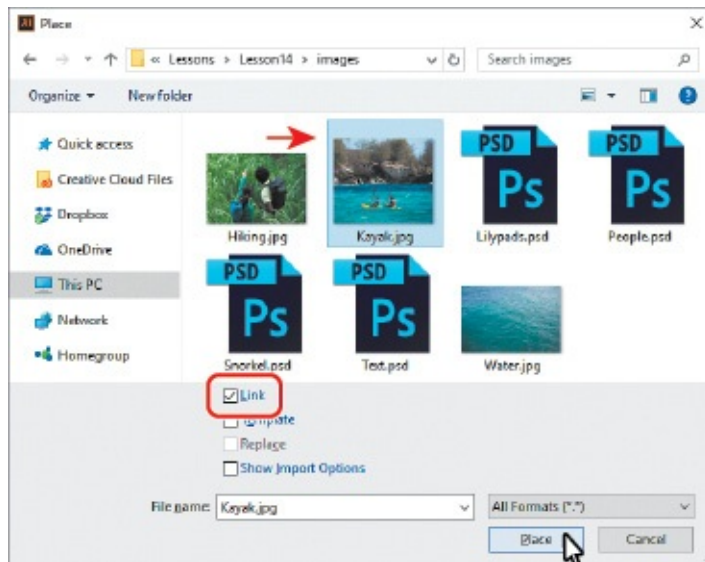 Ai Place
« Lessons > Lesson14 > images
Search images
Organize
New folder
Quick access
Creative Cloud Files
Dropbox
OneDrive
This PC
Network
Homegroup
Hiking.jpg
Kayak.jpg
PSD
Ps
Lilypads.psd
PSD
Ps
People.psd
PSD
Ps
Snorkel.psd
PSD
Ps
Text.psd
Water.jpg
Link
Template
Replace
Show Import Options
File name: Kayak.jpg
All Formats (*.*)
Place
Cancel